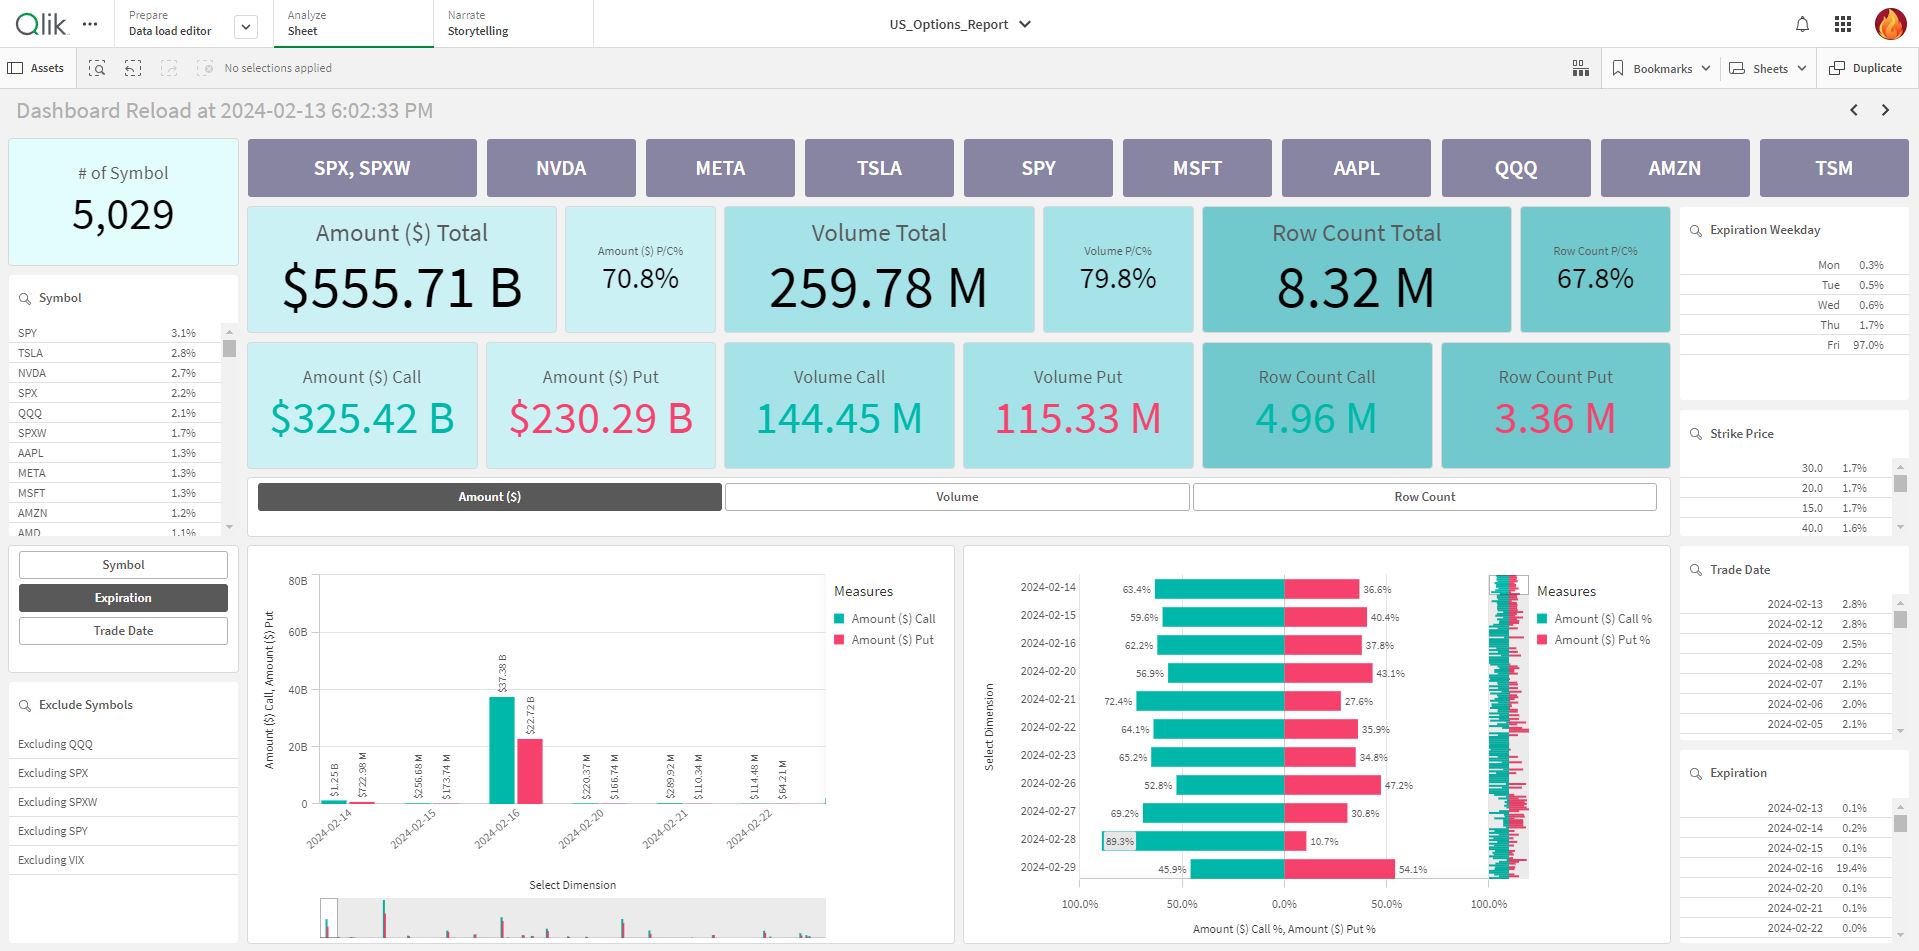 Qlik
Prepare
Data load editor
Analyze
Sheet
Narrate
Storytelling
US_Options_Report
Assets
No selections applied
Bookmarks
Sheets
Duplicate
Dashboard Reload at 2024-02-13 6:02:33 PM
# of Symbol
5,029
SPX, SPXW
NVDA
META
TSLA
SPY
MSFT
AAPL
QQQ
AMZN
TSM
Amount ($) Total
$555.71 B
Amount ($) P/C%
70.8%
Volume Total
259.78 M
Volume P/C%
79.8%
Row Count Total
8.32 M
Row Count P/C%
67.8%
Amount ($) Call
$325.42 B
Amount ($) Put
$230.29 B
Volume Call
144.45 M
Volume Put
115.33 M
Row Count Call
4.96 M
Row Count Put
3.36 M
Symbol
SPY 3.1%
TSLA 2.8%
NVDA 2.7%
SPX 2.2%
QQQ 2.1%
SPXW 1.7%
AAPL 1.3%
META 1.3%
MSFT 1.3%
AMZN 1.2%
AMD 1.1%
Expiration Weekday
Mon 0.3%
Tue 0.5%
Wed 0.6%
Thu 1.7%
Fri 97.0%
Strike Price
30.0 1.7%
20.0 1.7%
15.0 1.7%
40.0 1.6%
Amount ($)
Volume
Row Count
Symbol
Expiration
Trade Date
Exclude Symbols
Excluding QQQ
Excluding SPX
Excluding SPXW
Excluding SPY
Excluding VIX
Amount ($) Call, Amount ($) Put
80B
60B
40B
20B
0
$1.25 B
$722.98 M
$256.68 M
$173.74 M
$37.38 B
$22.72 B
$220.37 M
$166.74 M
$289.92 M
$110.34 M
$114.48 M
$64.21 M
2024-02-14
2024-02-15
2024-02-16
2024-02-20
2024-02-21
2024-02-22
Select Dimension
Measures
Amount ($) Call
Amount ($) Put
Select Dimension
2024-02-14 63.4% 36.6%
2024-02-15 59.6% 40.4%
2024-02-16 62.2% 37.8%
2024-02-20 56.9% 43.1%
2024-02-21 72.4% 27.6%
2024-02-22 64.1% 35.9%
2024-02-23 65.2% 34.8%
2024-02-26 52.8% 47.2%
2024-02-27 69.2% 30.8%
2024-02-28 89.3% 10.7%
2024-02-29 45.9% 54.1%
100.0% 50.0% 0.0% 50.0% 100.0%
Amount ($) Call %, Amount ($) Put %
Measures
Amount ($) Call %
Amount ($) Put %
Trade Date
2024-02-13 2.8%
2024-02-12 2.8%
2024-02-09 2.5%
2024-02-08 2.2%
2024-02-07 2.1%
2024-02-06 2.0%
2024-02-05 2.1%
Expiration
2024-02-13 0.1%
2024-02-14 0.2%
2024-02-15 0.1%
2024-02-16 19.4%
2024-02-20 0.1%
2024-02-21 0.1%
2024-02-22 0.0%